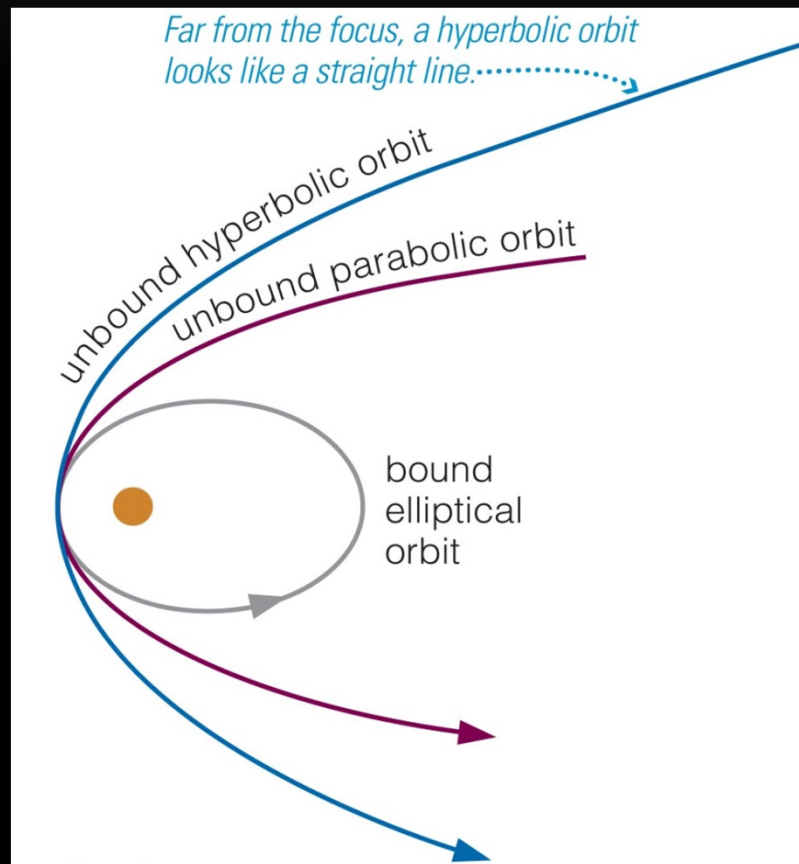 Far from the focus, a hyperbolic orbit
looks like a straight line.
unbound hyperbolic orbit
unbound parabolic orbit
bound
elliptical
orbit